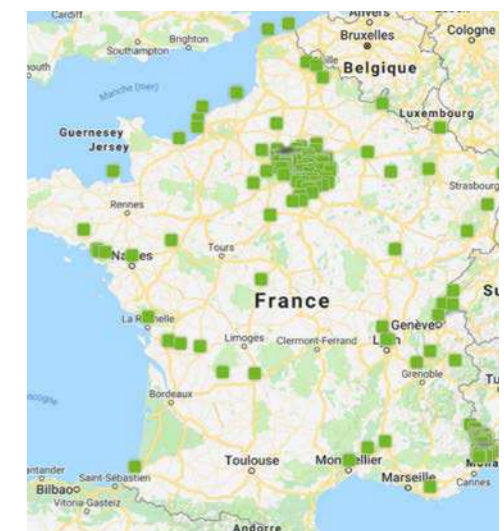 Cardiff
Anvers
Bruxelles
Cologne
Brighton
Southampton
Belgique
Manche (mer)
Luxembourg
Guernesey
Jersey
Strasbourg
Rennes
Nantes
Tours
France
La Rochelle
Genève
Limoges
Clermont-Ferrand
Lyon
Grenoble
Bordeaux
Toulouse
Montpellier
Marseille
Cannes
Saint-Sébastien
Bilbao
Vitoria-Gasteiz
Andorre